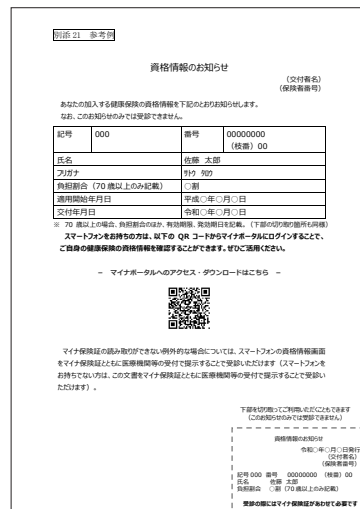 別添 21 参考例
資格情報のお知らせ
(交付者名)
(保険者番号)
あなたの加入する健康保険の資格情報を下記のとおりお知らせします。
なお、このお知らせのみでは受診できません。
記号 000 番号 00000000
(枝番) 00
氏名 佐藤 太郎
フリガナ ｻﾄｳ ﾀﾛｳ
負担割合 (70 歳以上のみ記載) ○割
適用開始年月日 平成○年○月○日
交付年月日 令和○年○月○日
※ 70 歳以上の場合、負担割合のほか、有効期限、発効期日を記載。(下部の切り取り箇所も同様)
スマートフォンをお持ちの方は、以下の QR コードからマイナポータルにログインすることで、
ご自身の健康保険の資格情報を確認することができます。ぜひご活用ください。
− マイナポータルへのアクセス・ダウンロードはこちら −
マイナ保険証の読み取りができない例外的な場合については、スマートフォンの資格情報画面
をマイナ保険証とともに医療機関等の受付で提示することで受診いただけます (スマートフォンを
お持ちでない方は、この文書をマイナ保険証とともに医療機関等の受付で提示することで受診い
ただけます) 。
下部を切り取ってご利用いただくこともできます
(このお知らせのみでは受診できません)
資格情報のお知らせ
令和○年○月○日発行
(交付者名)
(保険者番号)
記号 000 番号 00000000 (枝番) 00
氏名 佐藤 太郎
負担割合 ○割 (70 歳以上のみ記載)
受診の際にはマイナ保険証があわせて必要です